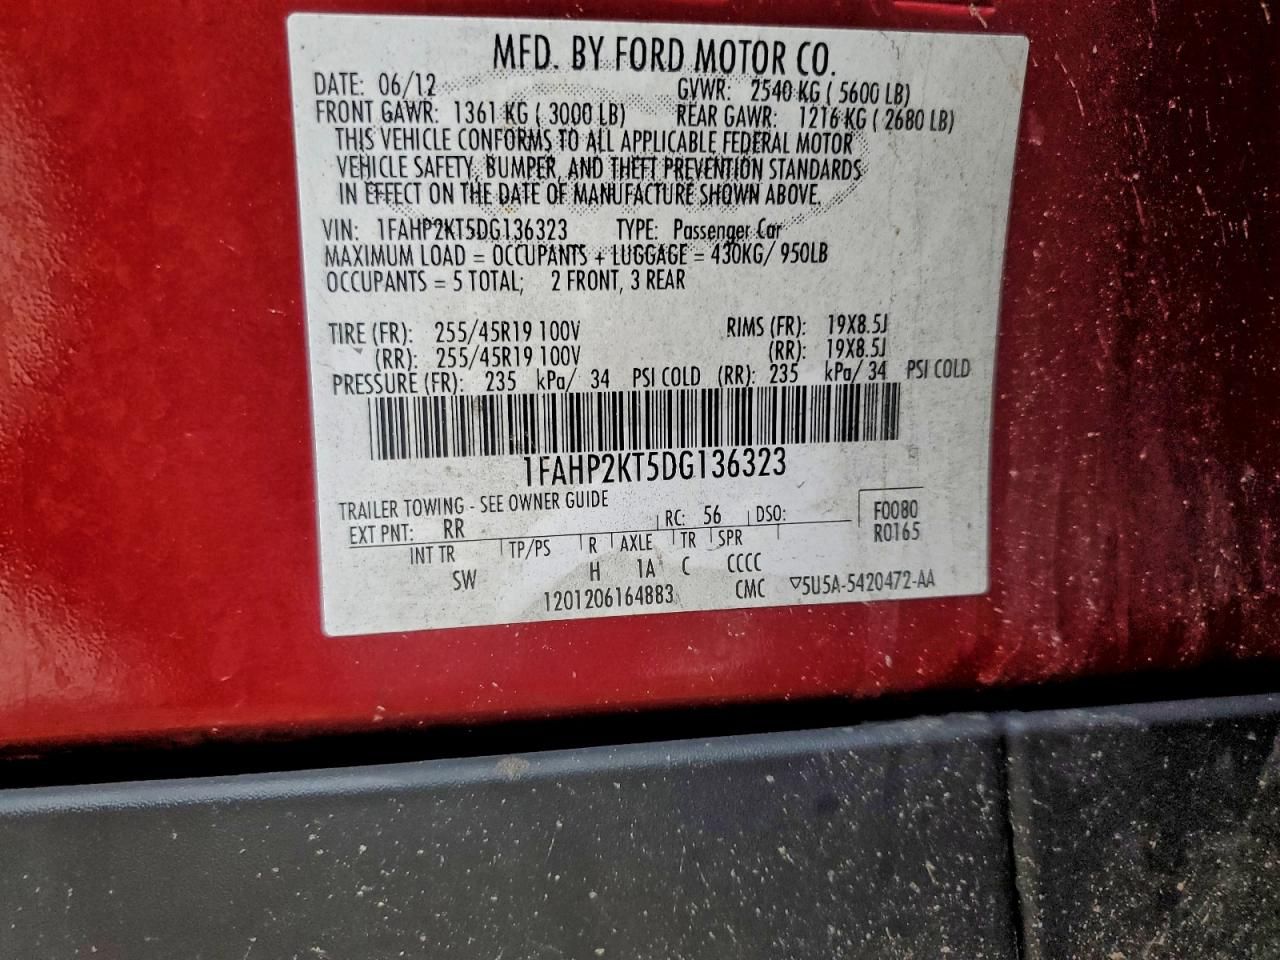 MFD. BY FORD MOTOR CO.
DATE: 06/12 GVWR: 2540 KG ( 5600 LB)
FRONT GAWR: 1361 KG ( 3000 LB) REAR GAWR: 1216 KG ( 2680 LB)
THIS VEHICLE CONFORMS TO ALL APPLICABLE FEDERAL MOTOR
VEHICLE SAFETY, BUMPER, AND THEFT PREVENTION STANDARDS
IN EFFECT ON THE DATE OF MANUFACTURE SHOWN ABOVE.
VIN: 1FAHP2KT5DG136323 TYPE: Passenger Car
MAXIMUM LOAD = OCCUPANTS + LUGGAGE = 430KG/ 950LB
OCCUPANTS = 5 TOTAL; 2 FRONT, 3 REAR
TIRE (FR): 255/45R19 100V RIMS (FR): 19X8.5J
(RR): 255/45R19 100V (RR): 19X8.5J
PRESSURE (FR): 235 kPa/ 34 PSI COLD (RR): 235 kPa/ 34 PSI COLD
1FAHP2KT5DG136323
TRAILER TOWING - SEE OWNER GUIDE
EXT PNT: RR RC: 56 DSO: F0080
R0165
INT TR TP/PS R AXLE TR SPR
SW H 1A C CCCC
1201206164883 CMC ▽5U5A-5420472-AA